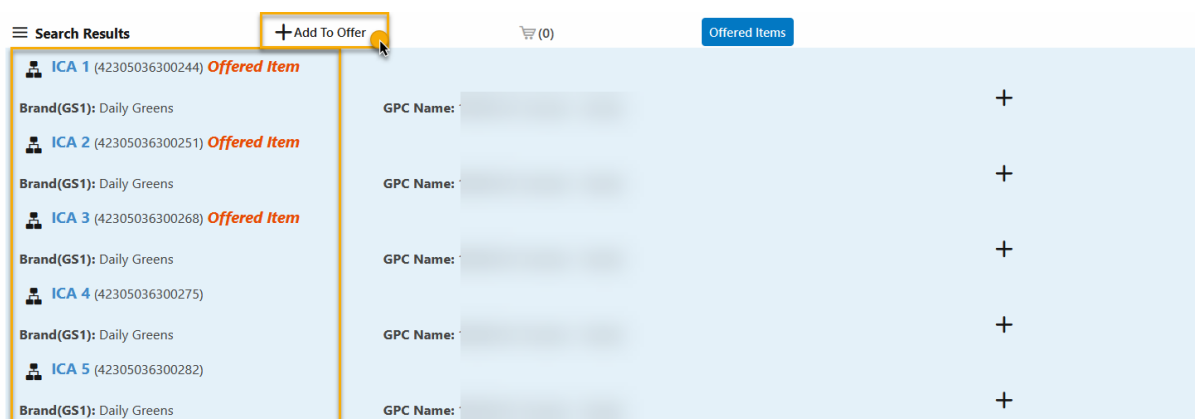 Search Results
Add To Offer
(0)
Offered Items
ICA 1 (42305036300244) Offered Item
Brand(GS1): Daily Greens GPC Name:
ICA 2 (42305036300251) Offered Item
Brand(GS1): Daily Greens GPC Name:
ICA 3 (42305036300268) Offered Item
Brand(GS1): Daily Greens GPC Name:
ICA 4 (42305036300275)
Brand(GS1): Daily Greens GPC Name:
ICA 5 (42305036300282)
Brand(GS1): Daily Greens GPC Name: